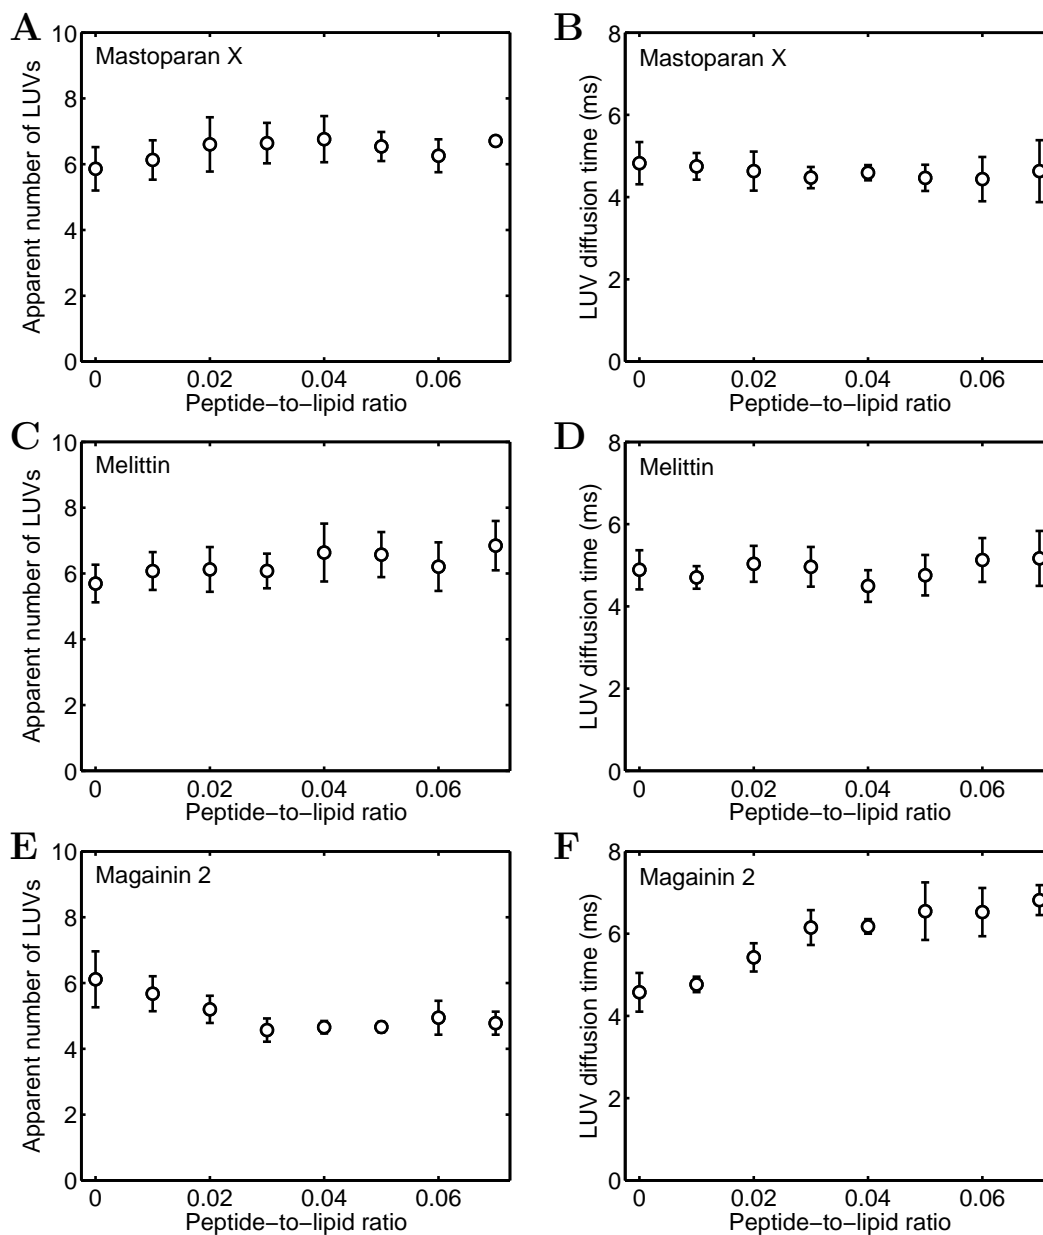 A
Mastoparan X
Apparent number of LUVs
10
8
6
4
2
0
0 0.02 0.04 0.06
Peptide−to−lipid ratio
B
Mastoparan X
LUV diffusion time (ms)
8
6
4
2
0
0 0.02 0.04 0.06
Peptide−to−lipid ratio
C
Melittin
Apparent number of LUVs
10
8
6
4
2
0
0 0.02 0.04 0.06
Peptide−to−lipid ratio
D
Melittin
LUV diffusion time (ms)
8
6
4
2
0
0 0.02 0.04 0.06
Peptide−to−lipid ratio
E
Magainin 2
Apparent number of LUVs
10
8
6
4
2
0
0 0.02 0.04 0.06
Peptide−to−lipid ratio
F
Magainin 2
LUV diffusion time (ms)
8
6
4
2
0
0 0.02 0.04 0.06
Peptide−to−lipid ratio